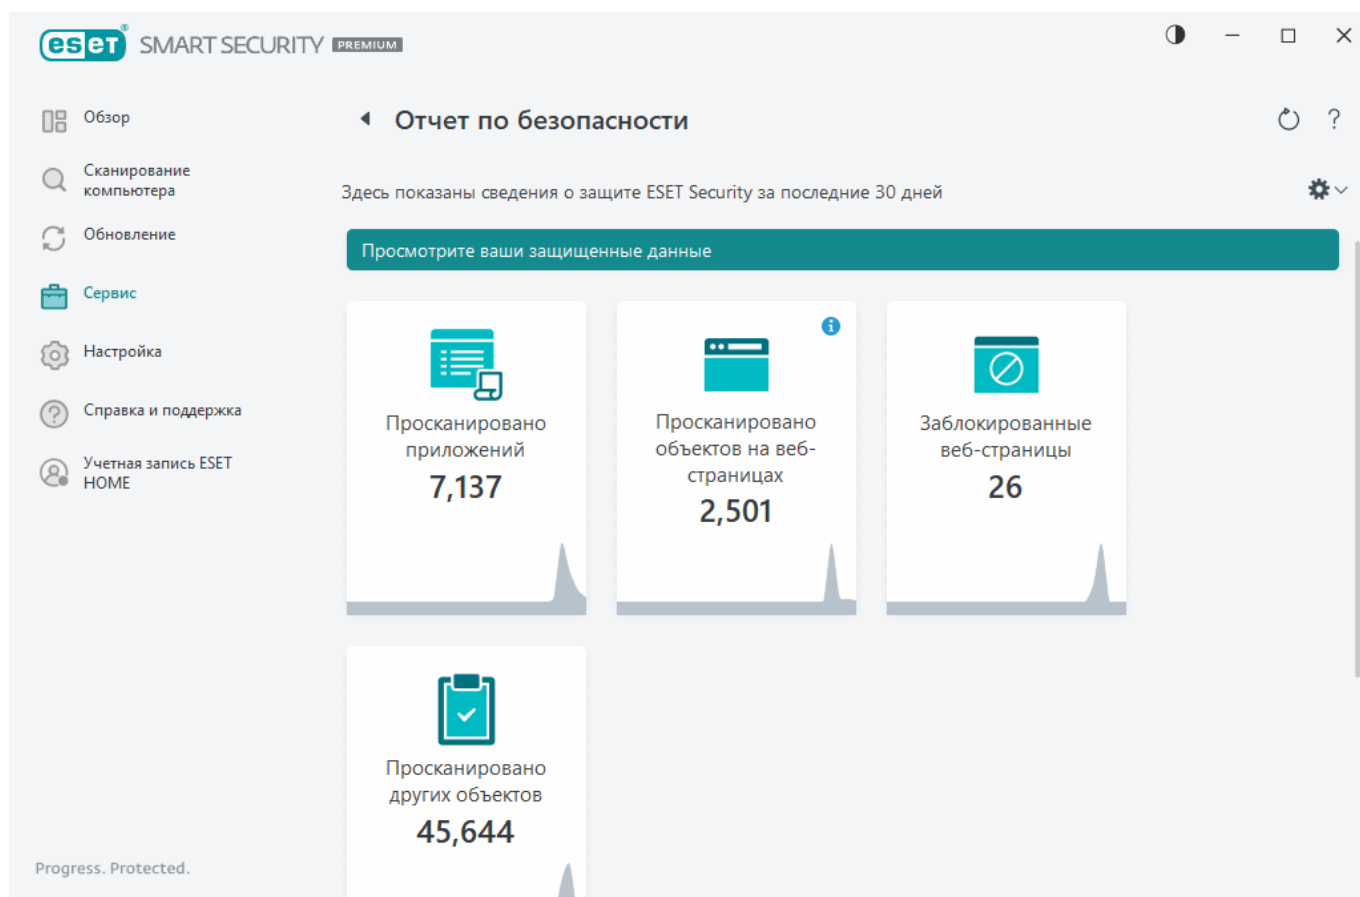 eseт® SMART SECURITY PREMIUM
Обзор
Сканирование
компьютера
Обновление
Сервис
Настройка
Справка и поддержка
Учетная запись ESET
HOME
Progress. Protected.
Отчет по безопасности
?
Здесь показаны сведения о защите ESET Security за последние 30 дней
Просмотрите ваши защищенные данные
Просканировано
приложений
7,137
Просканировано
объектов на веб-
страницах
2,501
Заблокированные
веб-страницы
26
Просканировано
других объектов
45,644